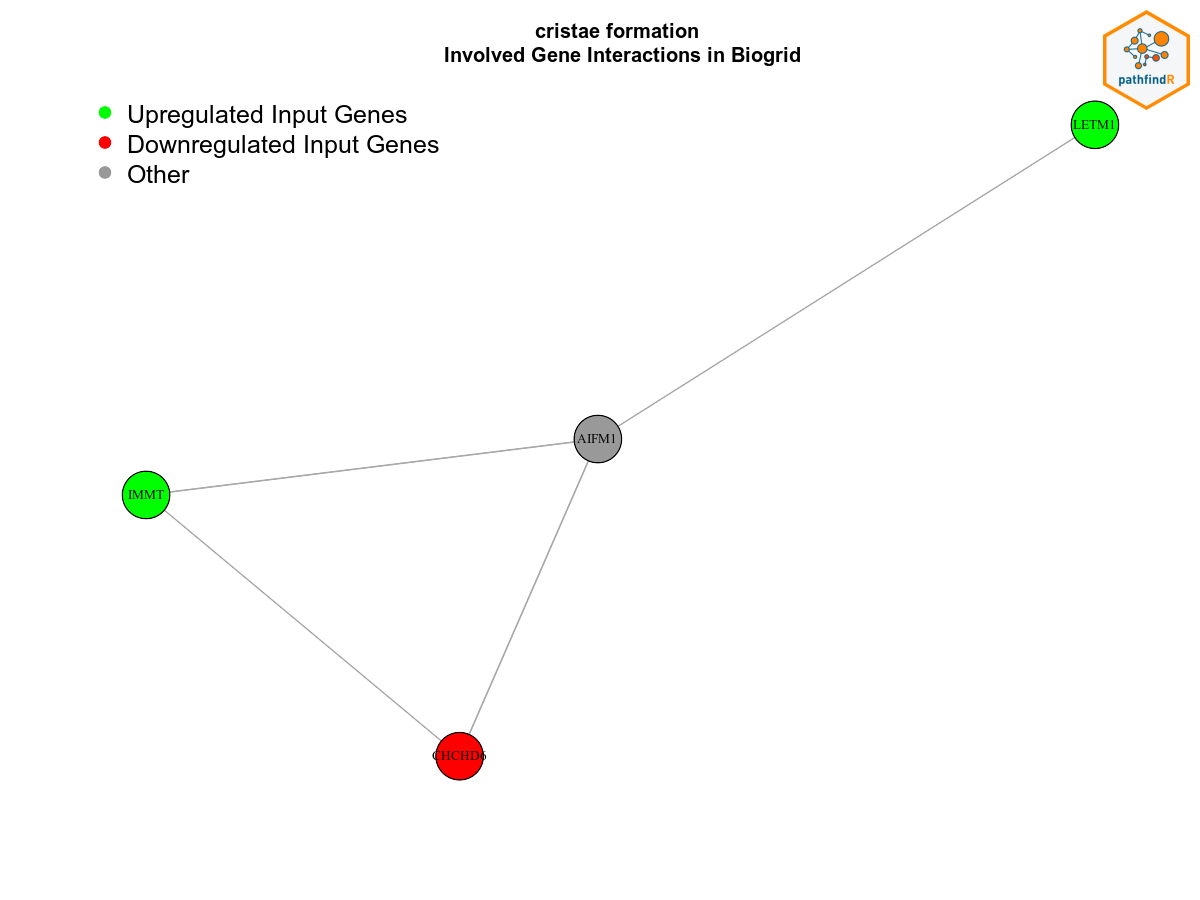 cristae formation
Involved Gene Interactions in Biogrid
pathfindR
Upregulated Input Genes
Downregulated Input Genes
Other
LETM1
AIFM1
IMMT
CHCHD6